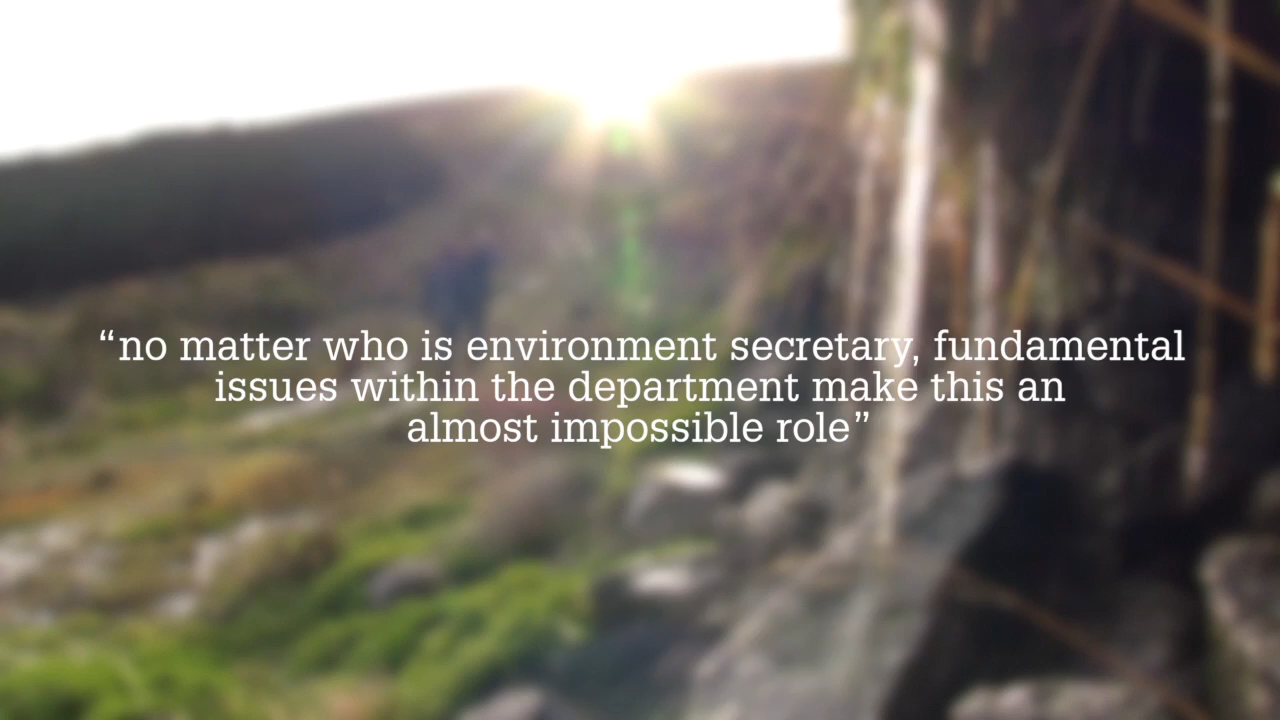 “no matter who is environment secretary, fundamental
issues within the department make this an
almost impossible role”